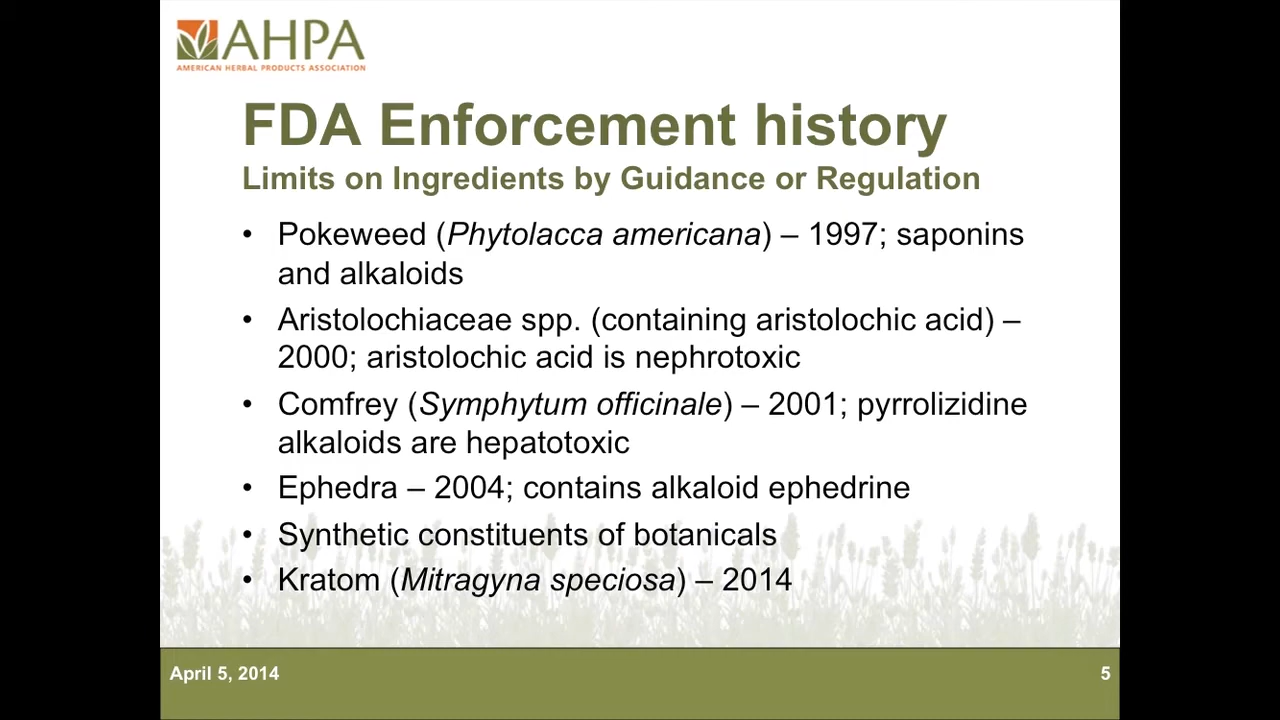 AHPA
AMERICAN HERBAL PRODUCTS ASSOCIATION
FDA Enforcement history
Limits on Ingredients by Guidance or Regulation
• Pokeweed (Phytolacca americana) – 1997; saponins
and alkaloids
• Aristolochiaceae spp. (containing aristolochic acid) –
2000; aristolochic acid is nephrotoxic
• Comfrey (Symphytum officinale) – 2001; pyrrolizidine
alkaloids are hepatotoxic
• Ephedra – 2004; contains alkaloid ephedrine
• Synthetic constituents of botanicals
• Kratom (Mitragyna speciosa) – 2014
April 5, 2014
5